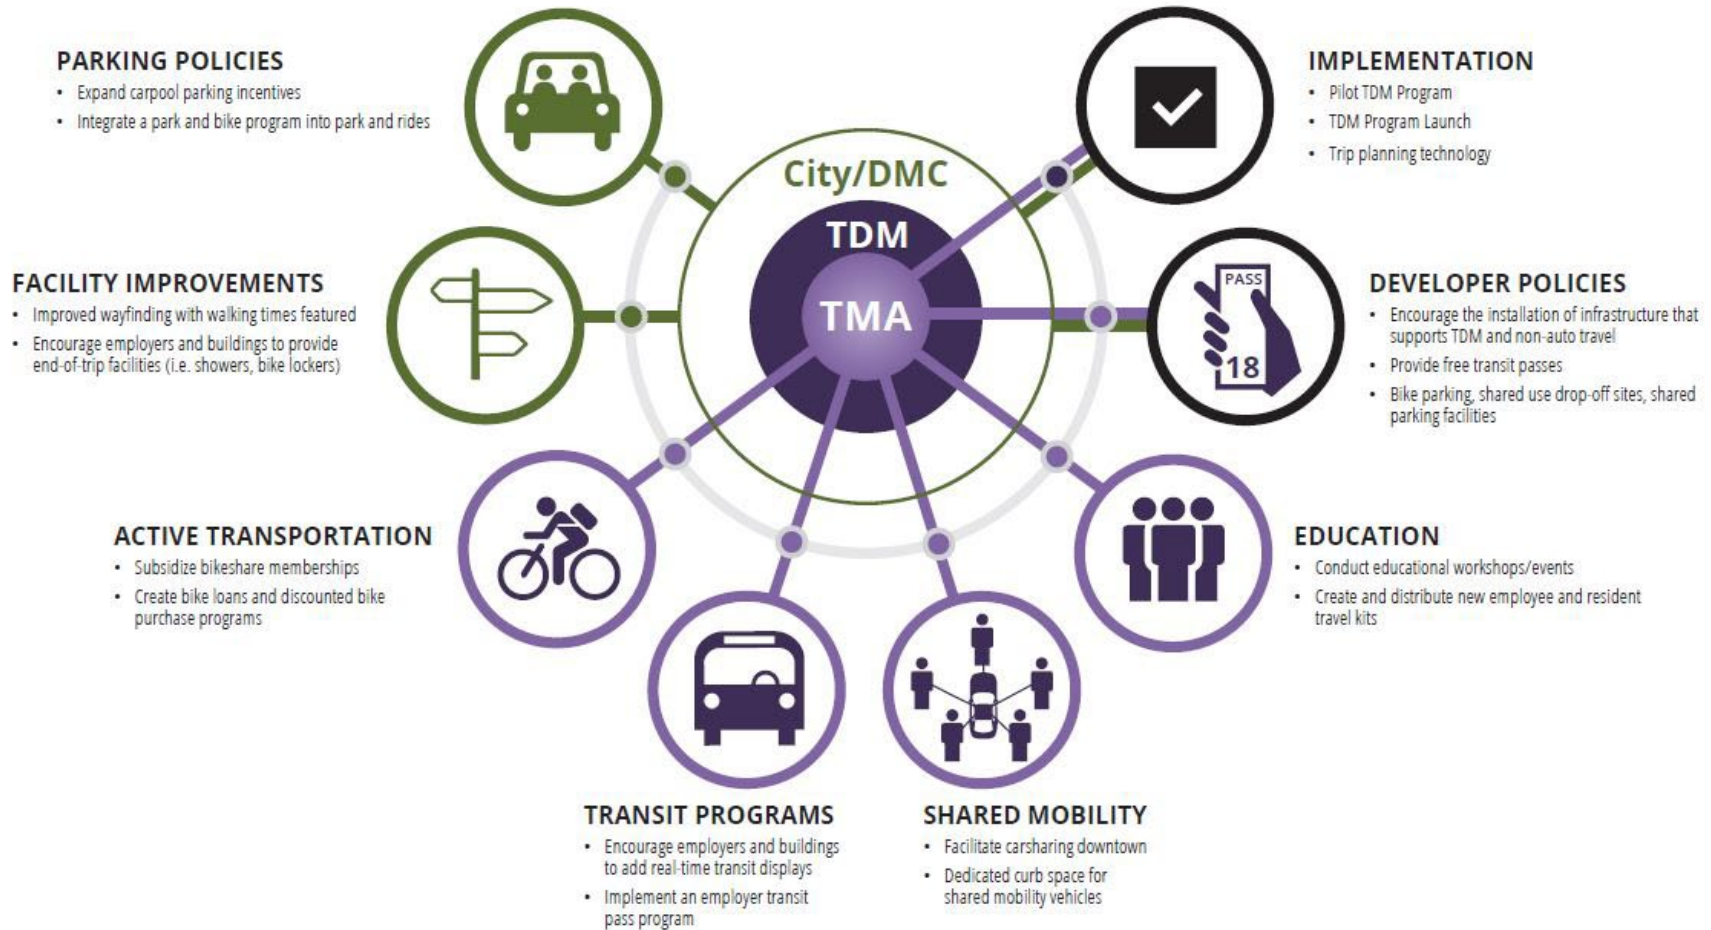 PARKING POLICIES
• Expand carpool parking incentives
• Integrate a park and bike program into park and rides
FACILITY IMPROVEMENTS
• Improved wayfinding with walking times featured
• Encourage employers and buildings to provide
end-of-trip facilities (i.e. showers, bike lockers)
ACTIVE TRANSPORTATION
• Subsidize bikeshare memberships
• Create bike loans and discounted bike
purchase programs
TRANSIT PROGRAMS
• Encourage employers and buildings
to add real-time transit displays
• Implement an employer transit
pass program
City/DMC
TDM
TMA
SHARED MOBILITY
• Facilitate carsharing downtown
• Dedicated curb space for
shared mobility vehicles
IMPLEMENTATION
• Pilot TDM Program
• TDM Program Launch
• Trip planning technology
PASS
18
DEVELOPER POLICIES
• Encourage the installation of infrastructure that
supports TDM and non-auto travel
• Provide free transit passes
• Bike parking, shared use drop-off sites, shared
parking facilities
EDUCATION
• Conduct educational workshops/events
• Create and distribute new employee and resident
travel kits